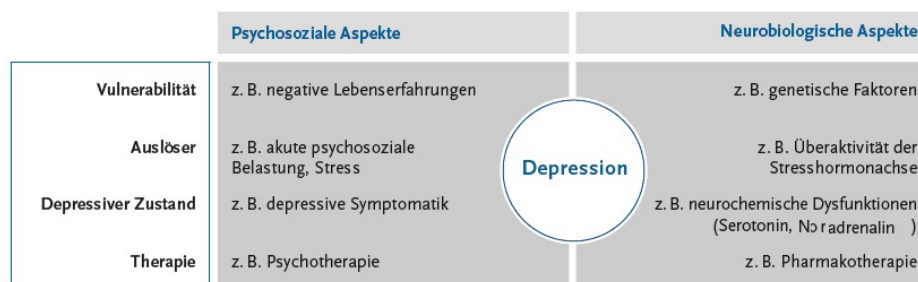 Psychosoziale Aspekte Neurobiologische Aspekte
Vulnerabilität z. B. negative Lebenserfahrungen z. B. genetische Faktoren
Auslöser z. B. akute psychosoziale z. B. Überaktivität der
Belastung, Stress Stresshormonachse
Depression
Depressiver Zustand z. B. depressive Symptomatik z. B. neurochemische Dysfunktionen
(Serotonin, Noradrenalin )
Therapie z. B. Psychotherapie z. B. Pharmakotherapie